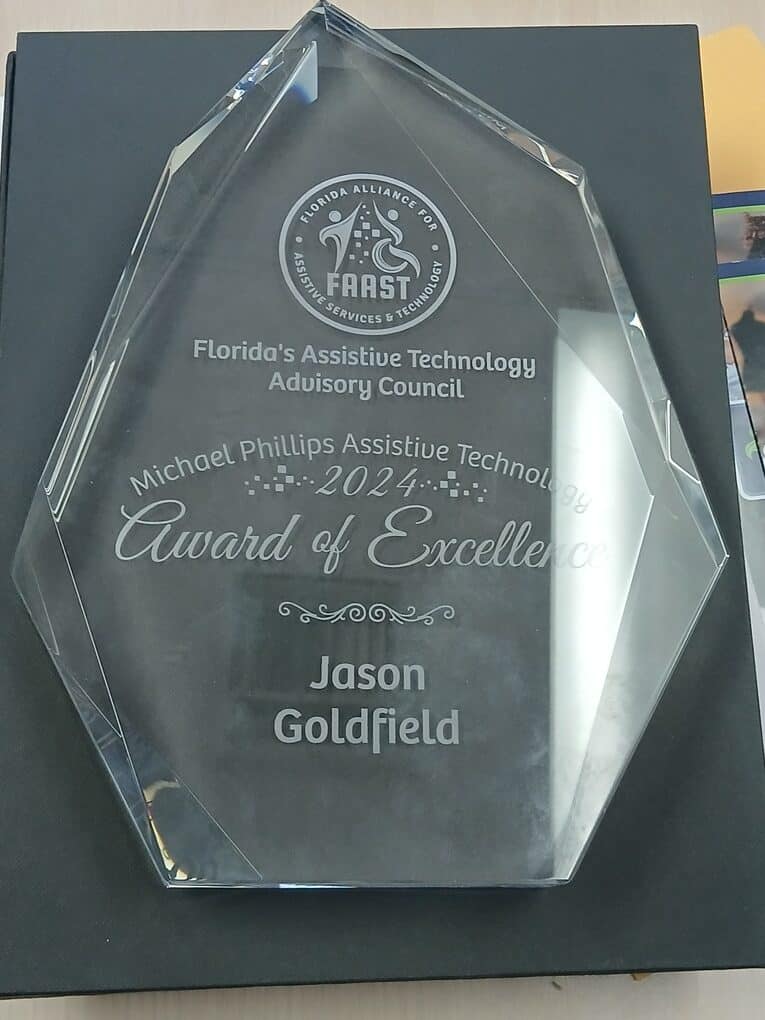 FLORIDA ALLIANCE FOR
ASSISTIVE SERVICES & TECHNOLOGY
FAAST
Florida's Assistive Technology
Advisory Council
Michael Phillips Assistive Technology
2024
Award of Excellence
Jason
Goldfield